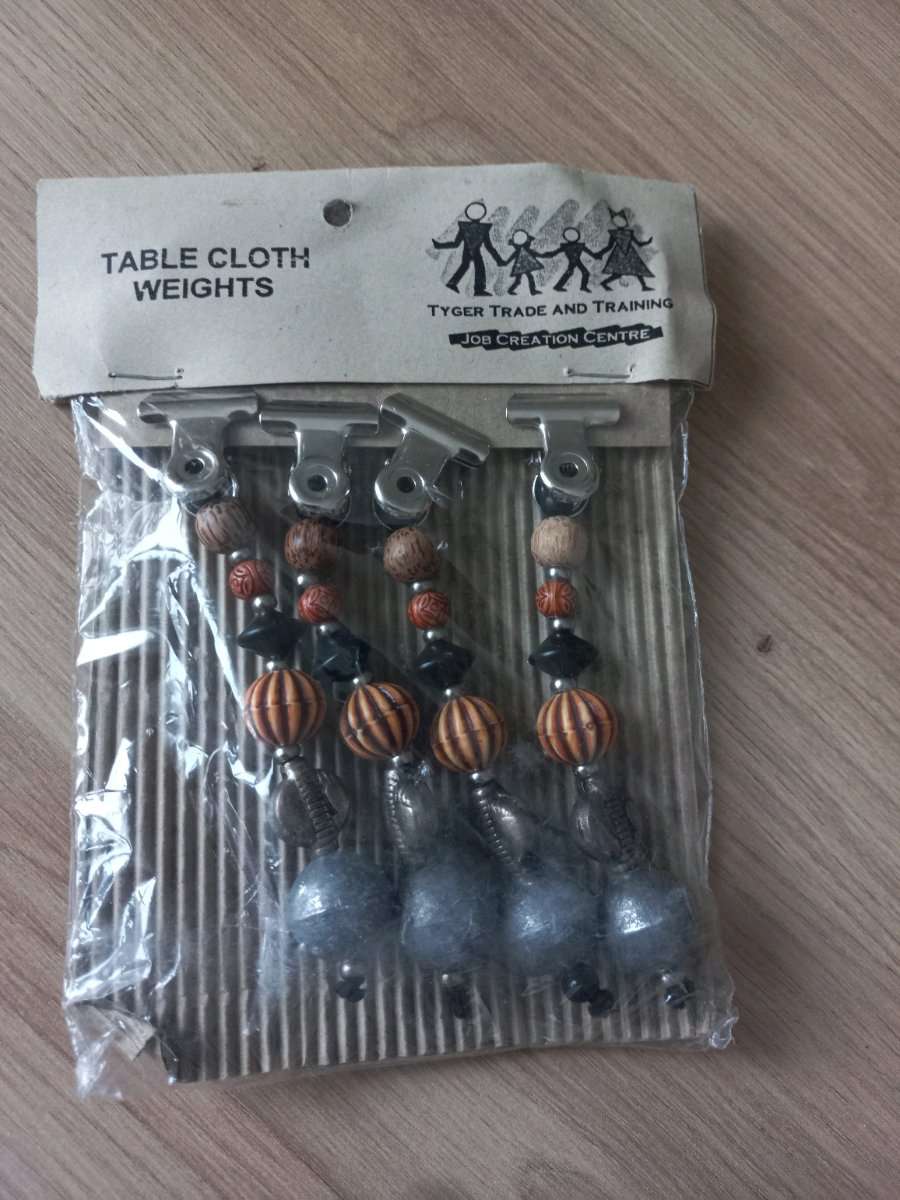 TABLE CLOTH
WEIGHTS
TYGER TRADE AND TRAINING
JOB CREATION CENTRE